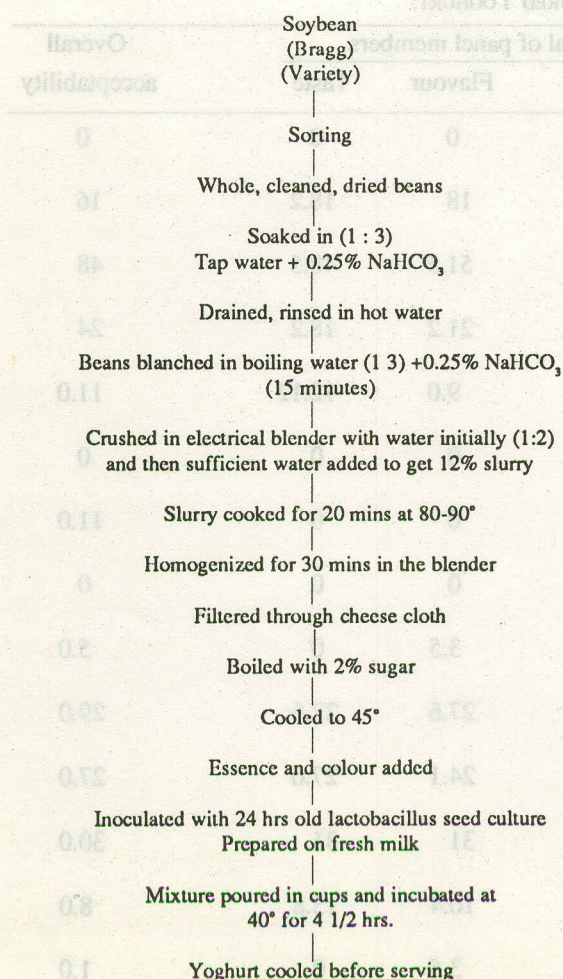 Soybean
(Bragg)
(Variety)
Sorting
Whole, cleaned, dried beans
Soaked in (1 : 3)
Tap water + 0.25% NaHCO₃
Drained, rinsed in hot water
Beans blanched in boiling water (1 3) +0.25% NaHCO₃
(15 minutes)
Crushed in electrical blender with water initially (1:2)
and then sufficient water added to get 12% slurry
Slurry cooked for 20 mins at 80-90°
Homogenized for 30 mins in the blender
Filtered through cheese cloth
Boiled with 2% sugar
Cooled to 45°
Essence and colour added
Inoculated with 24 hrs old lactobacillus seed culture
Prepared on fresh milk
Mixture poured in cups and incubated at
40° for 4 1/2 hrs.
Yoghurt cooled before serving